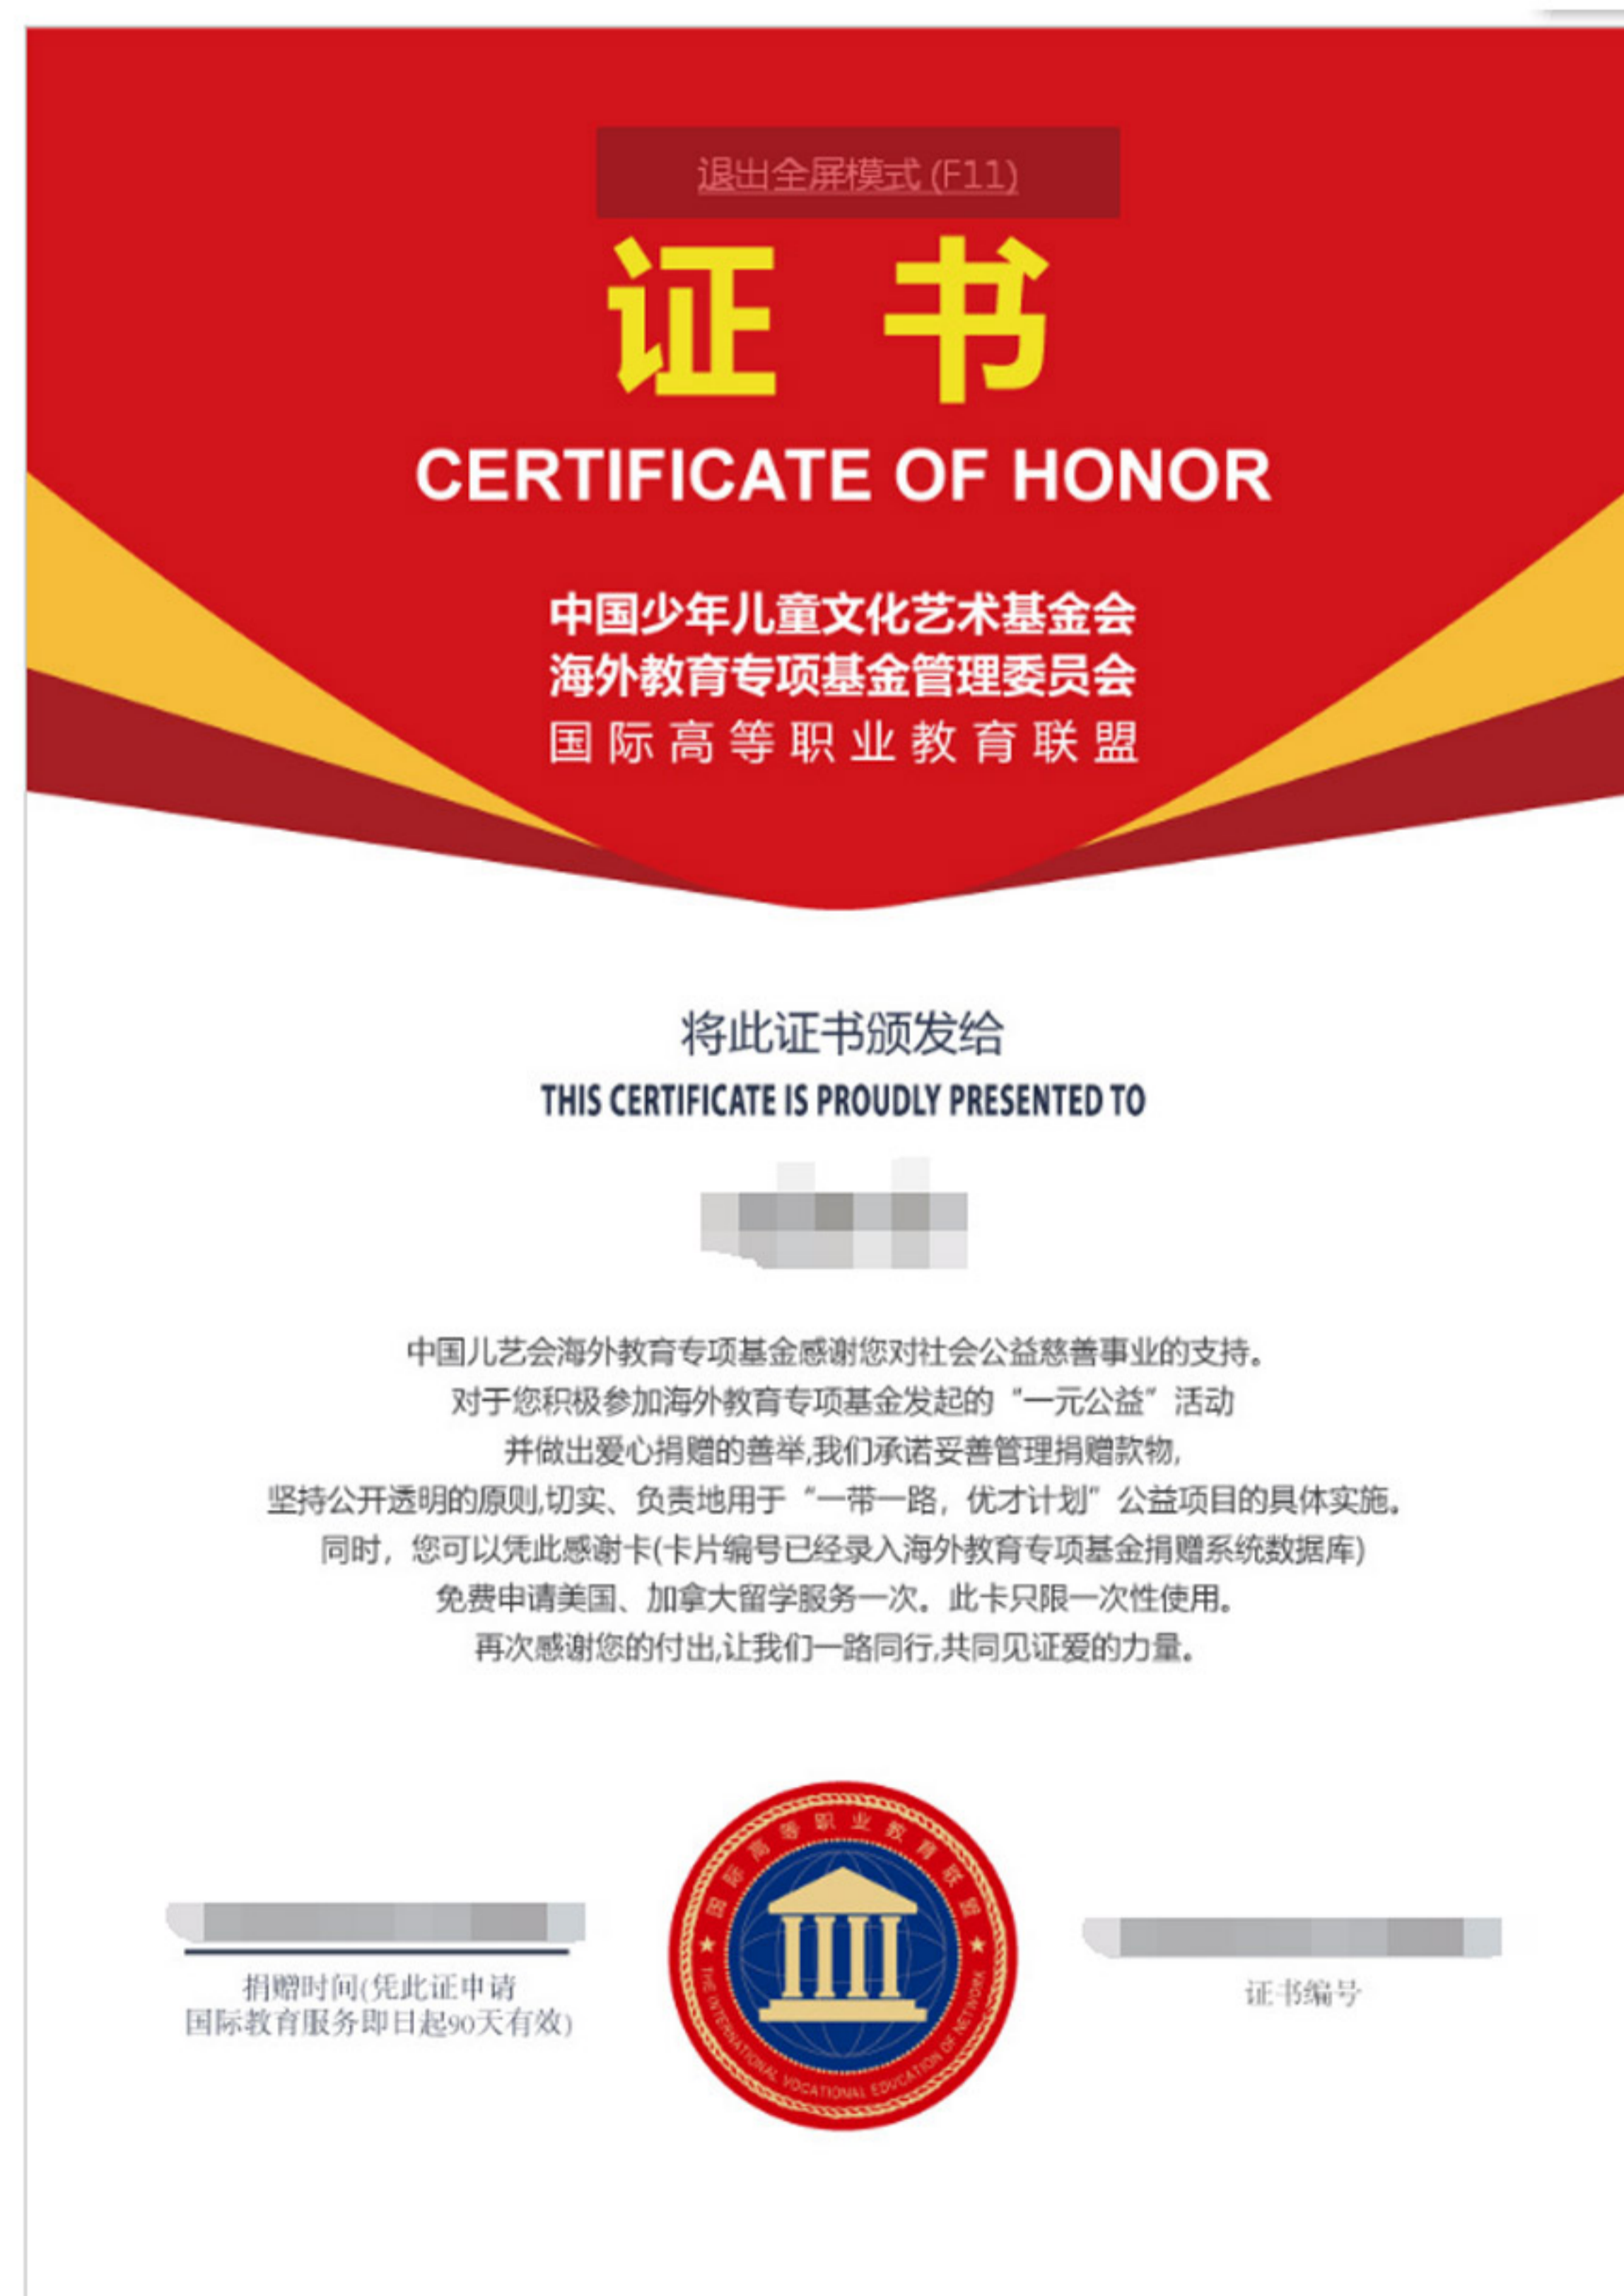 退出全屏模式 (F11)
证 书
CERTIFICATE OF HONOR
中国少年儿童文化艺术基金会
海外教育专项基金管理委员会
国际高等职业教育联盟
将此证书颁发给
THIS CERTIFICATE IS PROUDLY PRESENTED TO
中国儿艺会海外教育专项基金感谢您对社会公益慈善事业的支持。
对于您积极参加海外教育专项基金发起的“一元公益”活动
并做出爱心捐赠的善举,我们承诺妥善管理捐赠款物,
坚持公开透明的原则,切实、负责地用于“一带一路，优才计划”公益项目的具体实施。
同时，您可以凭此感谢卡(卡片编号已经录入海外教育专项基金捐赠系统数据库)
免费申请美国、加拿大留学服务一次。此卡只限一次性使用。
再次感谢您的付出,让我们一路同行,共同见证爱的力量。
国际高等职业教育联盟
THE INTERNATIONAL VOCATIONAL EDUCATION OF NETWORK
捐赠时间(凭此证申请
国际教育服务即日起90天有效)
证书编号